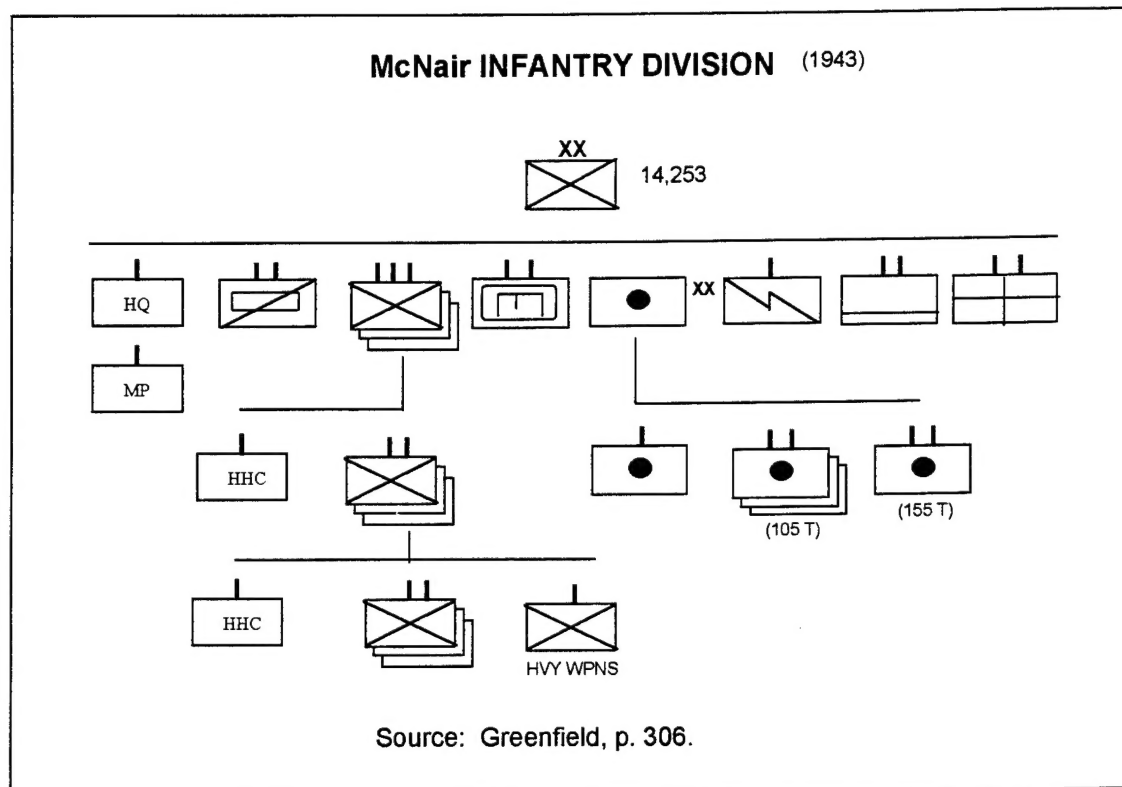 McNair INFANTRY DIVISION (1943)
XX
14,253
HQ
XX
MP
HHC
(105 T)
(155 T)
HHC
HVY WPNS
Source: Greenfield, p. 306.